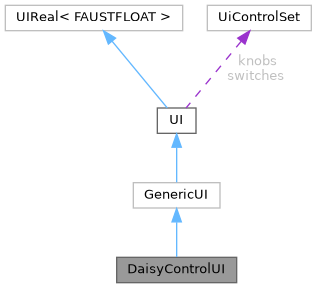 UIReal< FAUSTFLOAT >
UiControlSet
knobs
switches
UI
GenericUI
DaisyControlUI